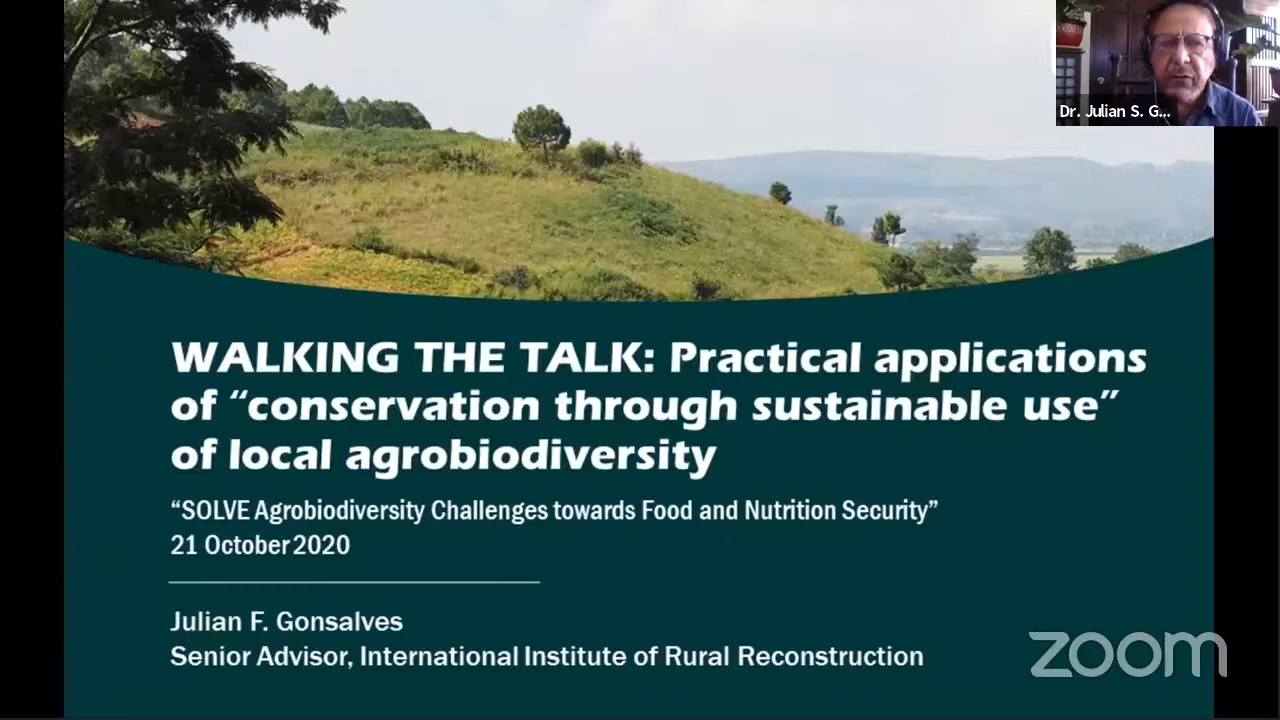 Dr. Julian S. G...
WALKING THE TALK: Practical applications
of “conservation through sustainable use”
of local agrobiodiversity
“SOLVE Agrobiodiversity Challenges towards Food and Nutrition Security”
21 October 2020
Julian F. Gonsalves
Senior Advisor, International Institute of Rural Reconstruction
zoom